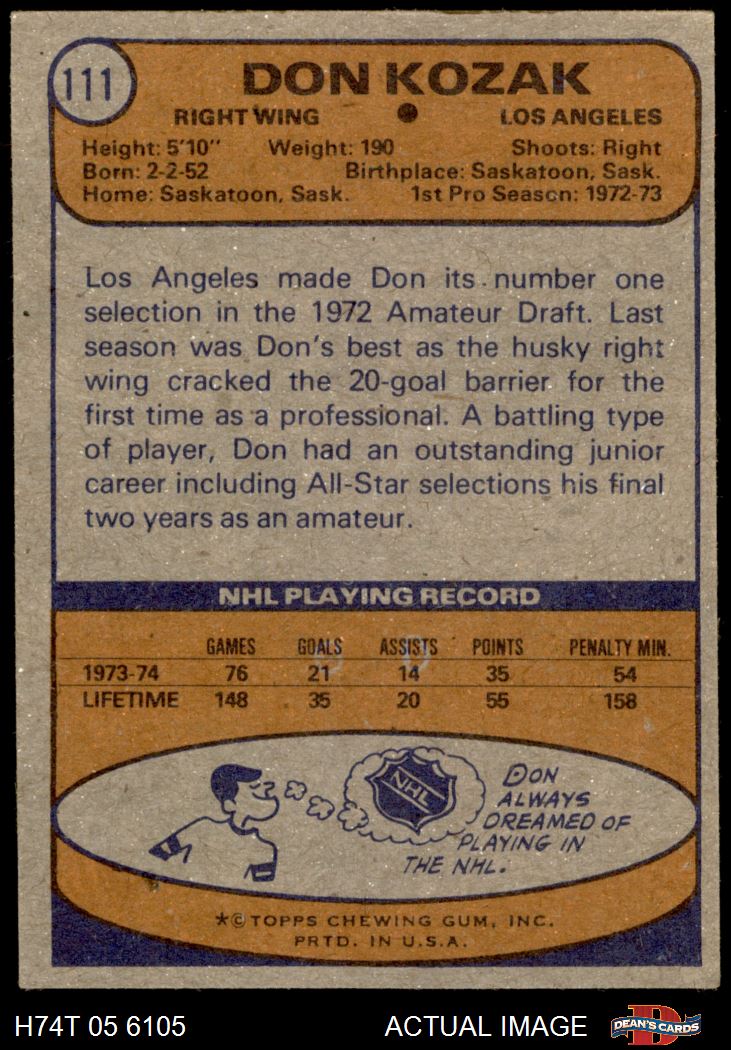 111
DON KOZAK
RIGHT WING LOS ANGELES
Height: 5'10" Weight: 190 Shoots: Right
Born: 2-2-52 Birthplace: Saskatoon, Sask.
Home: Saskatoon, Sask. 1st Pro Season: 1972-73
Los Angeles made Don its number one
selection in the 1972 Amateur Draft. Last
season was Don's best as the husky right
wing cracked the 20-goal barrier for the
first time as a professional. A battling type
of player, Don had an outstanding junior
career including All-Star selections his final
two years as an amateur.
NHL PLAYING RECORD
GAMES GOALS ASSISTS POINTS PENALTY MIN.
1973-74 76 21 14 35 54
LIFETIME 148 35 20 55 158
NHL
DON
ALWAYS
DREAMED OF
PLAYING IN
THE NHL.
*© TOPPS CHEWING GUM, INC.
PRTD. IN U.S.A.
H74T 05 6105 ACTUAL IMAGE D DEAN'S CARDS